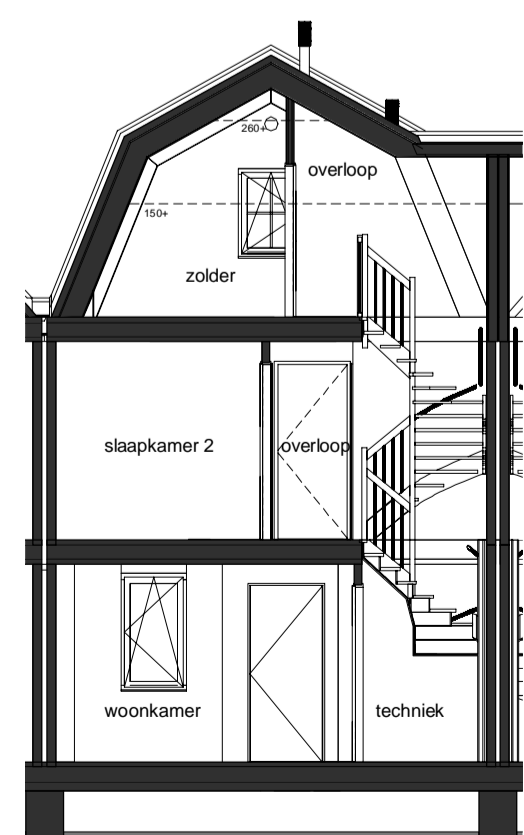 260+
overloop
150+
zolder
slaapkamer 2
overloop
woonkamer
techniek